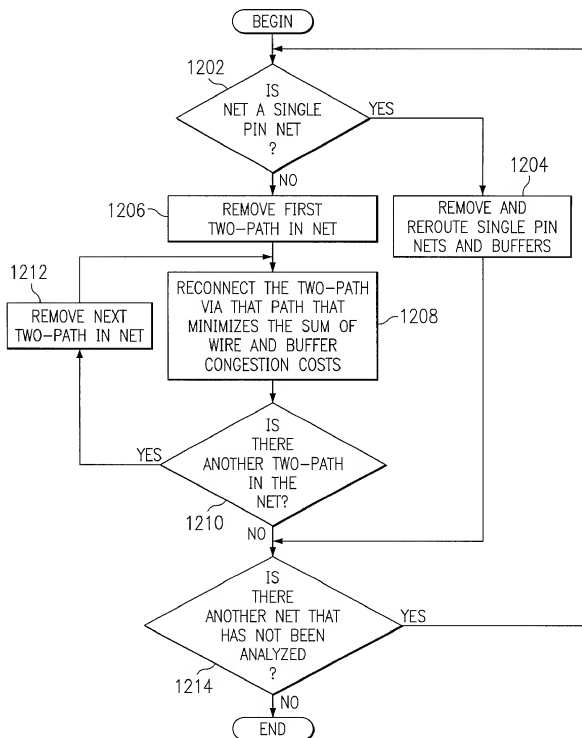 BEGIN
1202
IS
NET A SINGLE
PIN NET
?
YES
NO
1204
REMOVE AND
REROUTE SINGLE PIN
NETS AND BUFFERS
1206
REMOVE FIRST
TWO-PATH IN NET
1212
REMOVE NEXT
TWO-PATH IN NET
RECONNECT THE TWO-PATH
VIA THAT PATH THAT
MINIMIZES THE SUM OF
WIRE AND BUFFER
CONGESTION COSTS
1208
IS
THERE
ANOTHER TWO-PATH
IN THE
NET?
YES
1210
NO
IS
THERE
ANOTHER NET THAT
HAS NOT BEEN
ANALYZED
?
YES
1214
NO
END